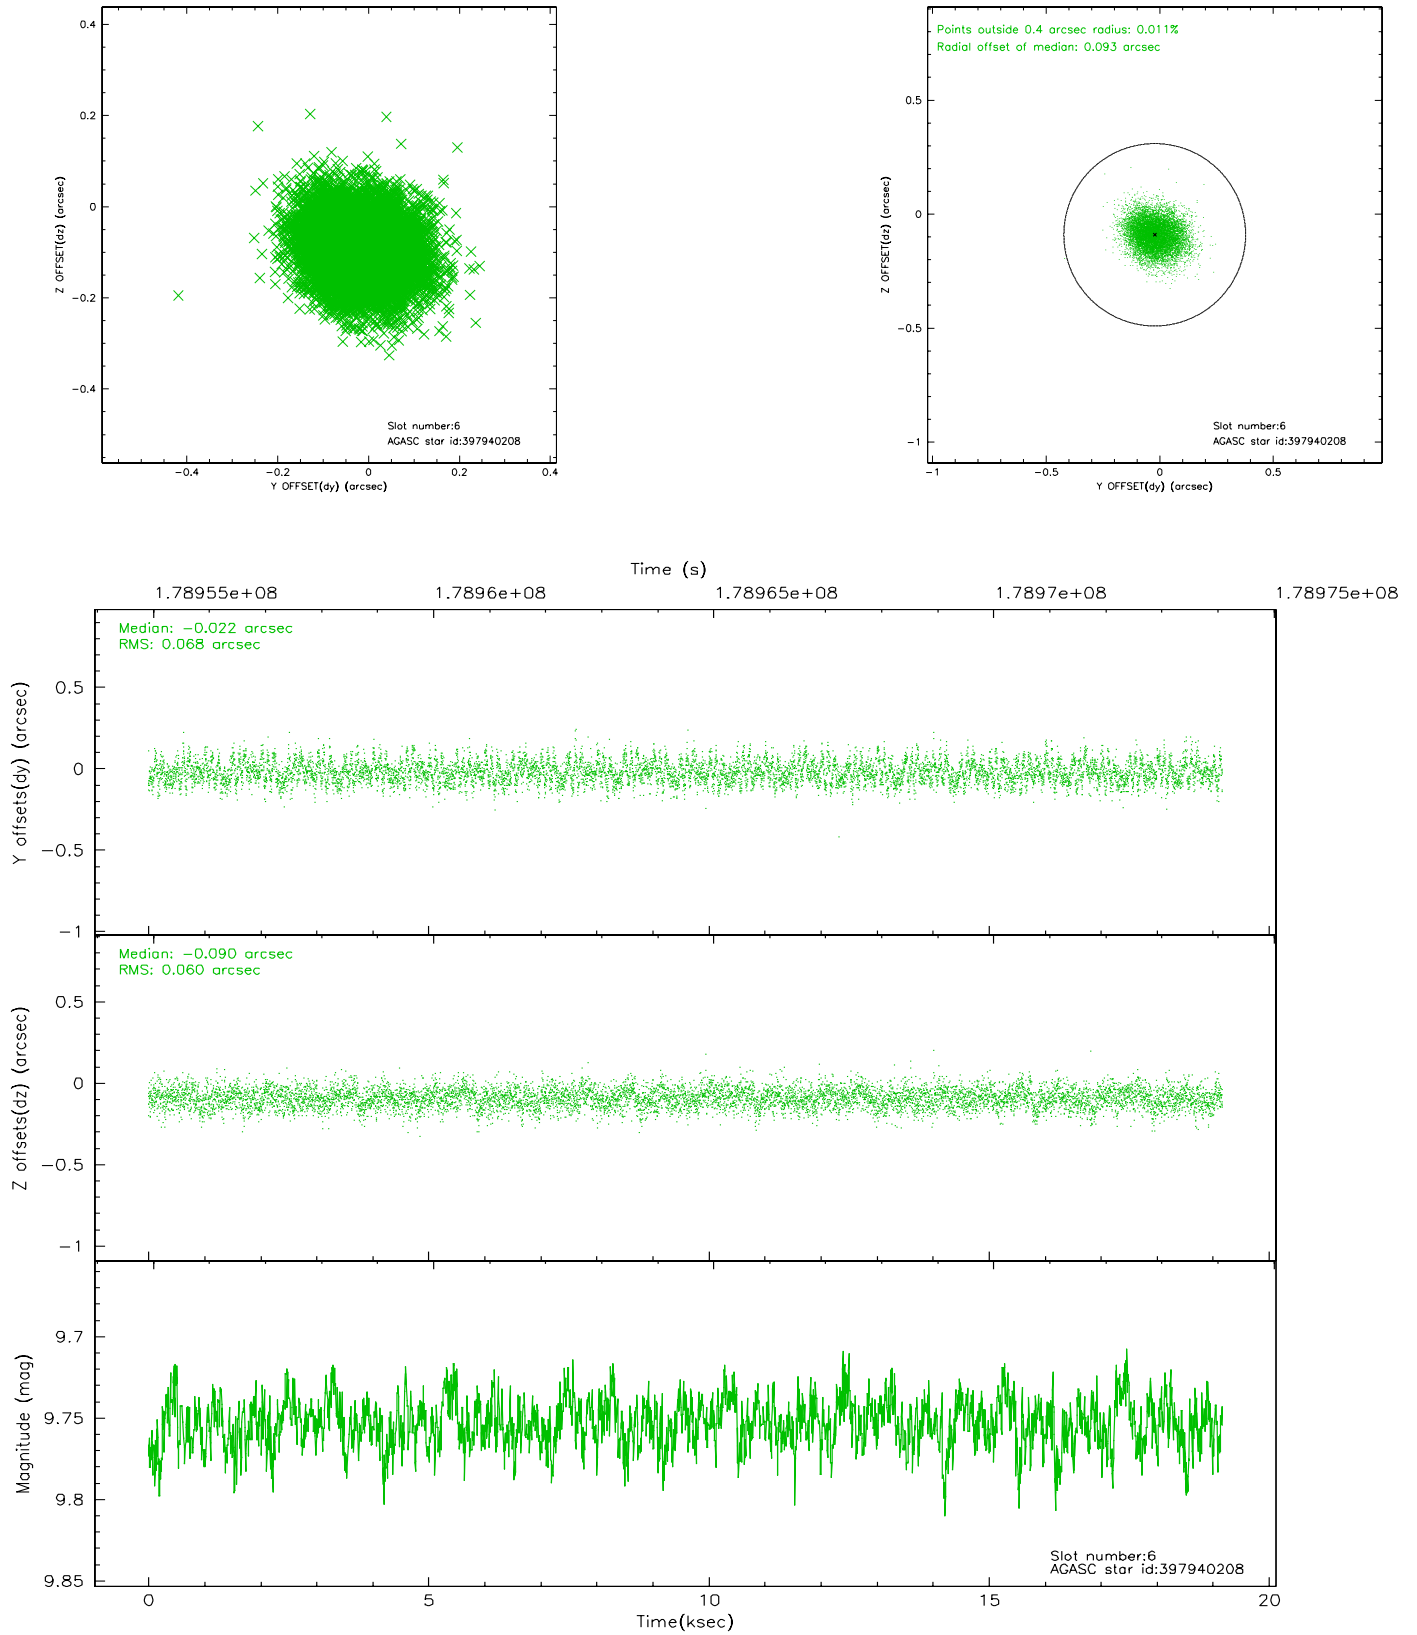 0.4
0.2
0
−0.2
−0.4
Z OFFSET(dz) (arcsec)
Slot number:6
AGASC star id:397940208
−0.4 −0.2 0 0.2 0.4
Y OFFSET(dy) (arcsec)
Points outside 0.4 arcsec radius: 0.011%
Radial offset of median: 0.093 arcsec
0.5
0
−0.5
−1
Z OFFSET(dz) (arcsec)
Slot number:6
AGASC star id:397940208
−1 −0.5 0 0.5
Y OFFSET(dy) (arcsec)
Time (s)
1.78955e+08 1.7896e+08 1.78965e+08 1.7897e+08 1.78975e+08
Median: −0.022 arcsec
RMS: 0.068 arcsec
0.5
0
−0.5
−1
Y offsets(dy) (arcsec)
Median: −0.090 arcsec
RMS: 0.060 arcsec
0.5
0
−0.5
−1
Z offsets(dz) (arcsec)
9.7
9.75
9.8
9.85
Magnitude (mag)
Slot number:6
AGASC star id:397940208
0 5 10 15 20
Time(ksec)